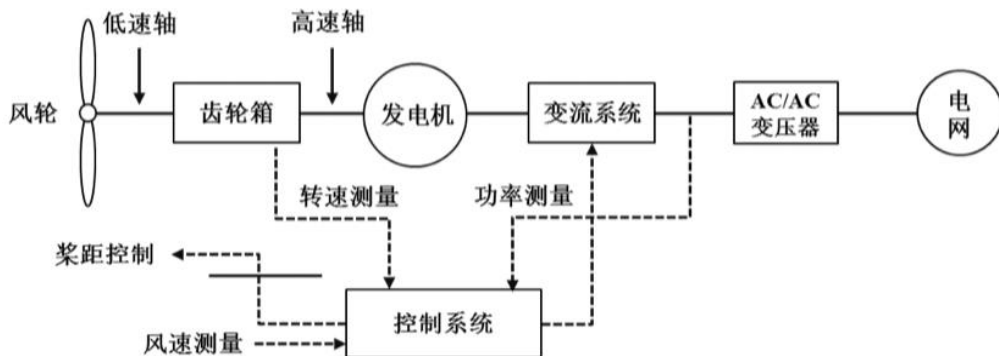 低速轴
高速轴
风轮
齿轮箱
发电机
变流系统
AC/AC
变压器
电
网
转速测量
功率测量
桨距控制
控制系统
风速测量